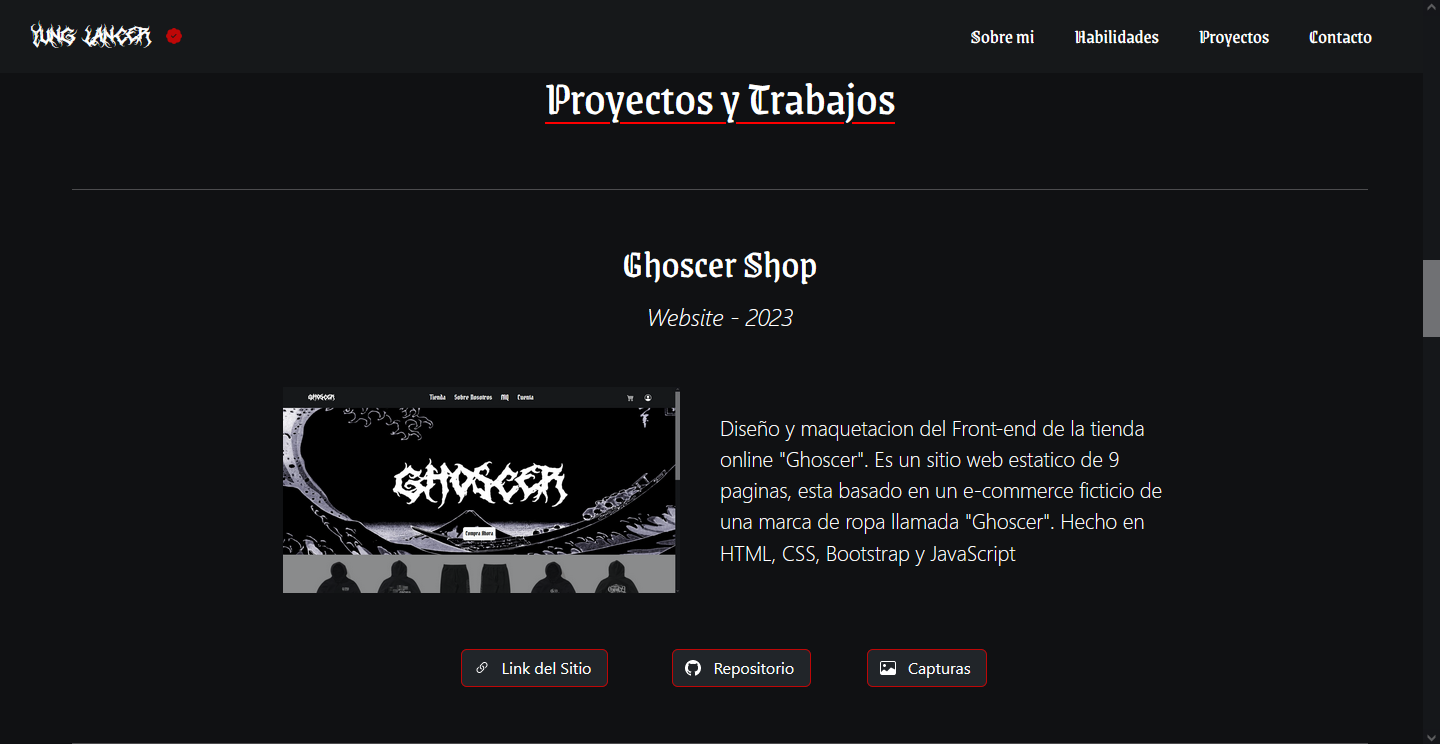 YUNG LANCER
Sobre mi Habilidades Proyectos Contacto
Proyectos y Trabajos
Ghoscer Shop
Website - 2023
GHOSCER Tienda Sobre Nosotros FAQ Cuenta
GHOSCER
Compra Ahora
Diseño y maquetacion del Front-end de la tienda
online "Ghoscer". Es un sitio web estatico de 9
paginas, esta basado en un e-commerce ficticio de
una marca de ropa llamada "Ghoscer". Hecho en
HTML, CSS, Bootstrap y JavaScript
Link del Sitio Repositorio Capturas